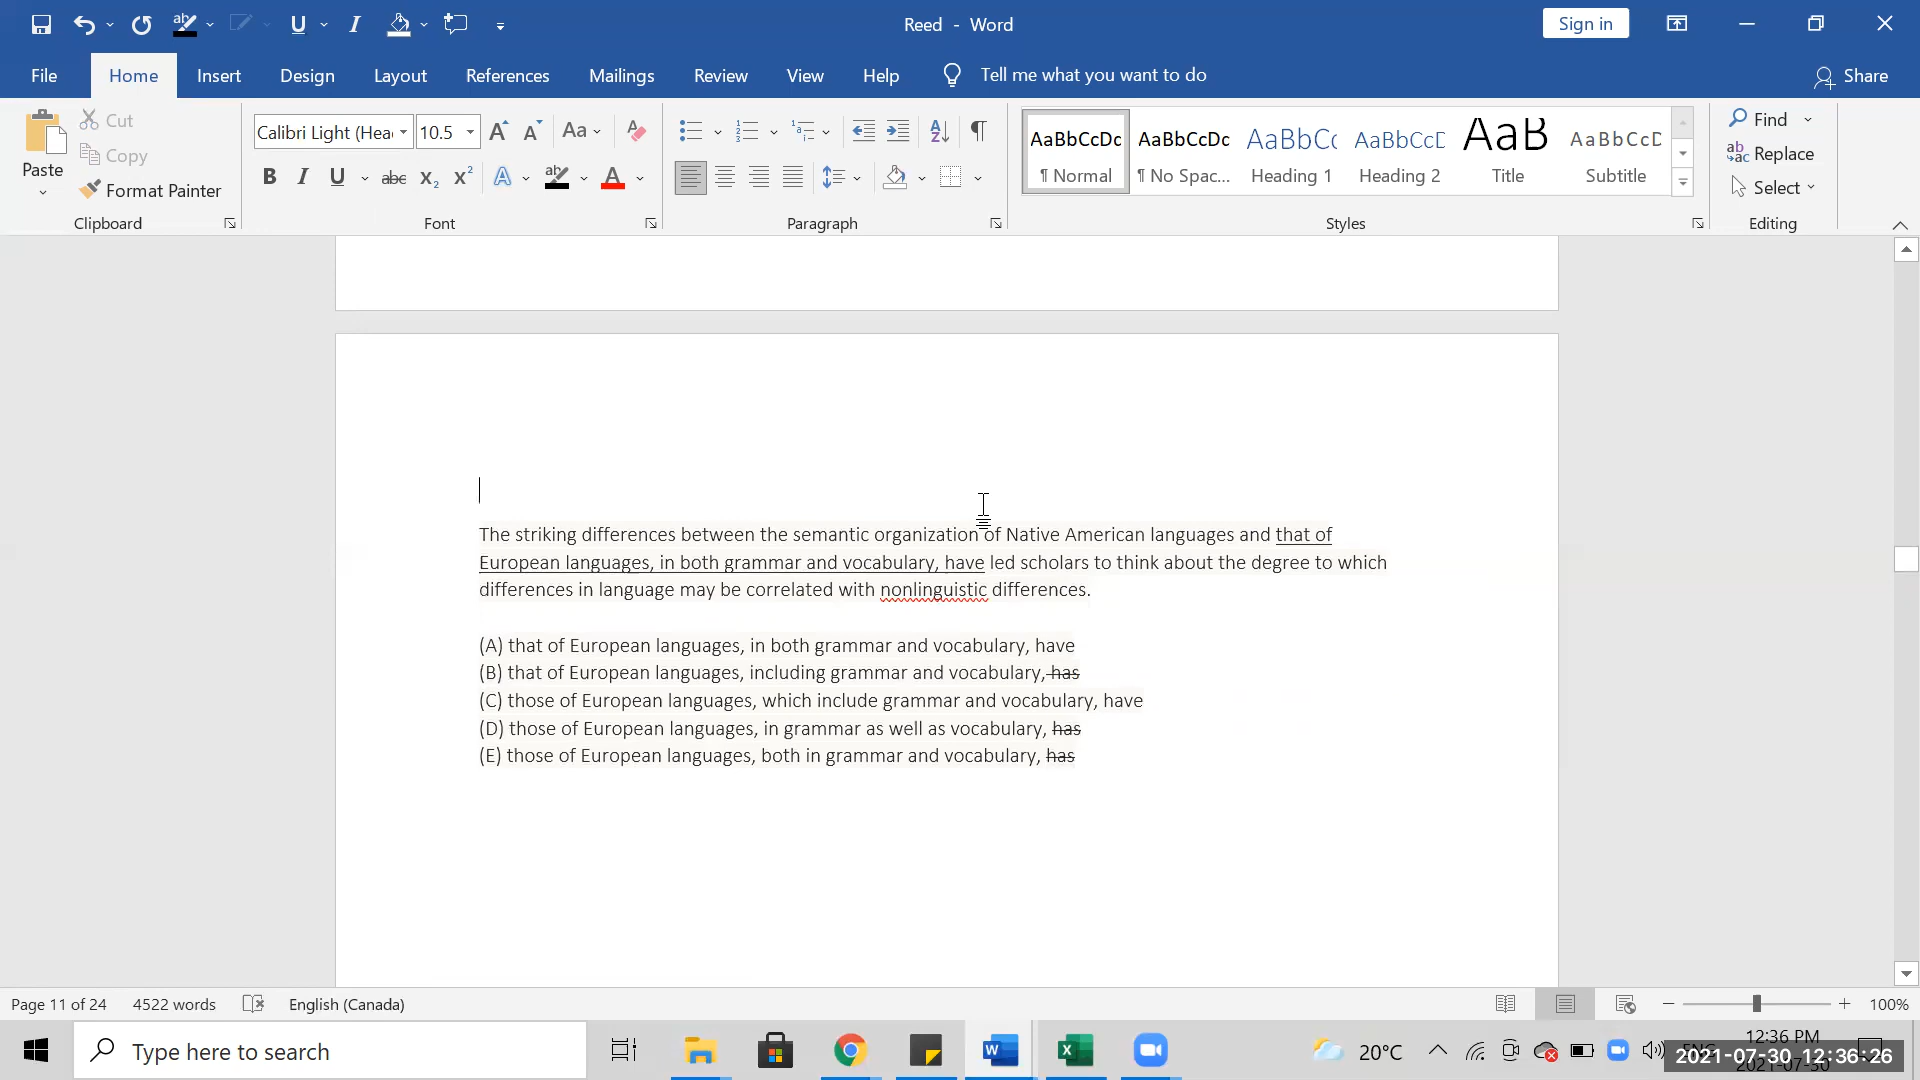 Reed - Word
Sign in
File Home Insert Design Layout References Mailings Review View Help Tell me what you want to do Share
Paste
Cut
Copy
Format Painter
Clipboard
Calibri Light (Hea 10.5
Font
Paragraph
AaBbCcDc
¶ Normal
AaBbCcDc
¶ No Spac...
AaBbCc
Heading 1
AaBbCcD
Heading 2
AaB
Title
AaBbCcD
Subtitle
Styles
Find
Replace
Select
Editing
The striking differences between the semantic organization of Native American languages and that of
European languages, in both grammar and vocabulary, have led scholars to think about the degree to which
differences in language may be correlated with nonlinguistic differences.
(A) that of European languages, in both grammar and vocabulary, have
(B) that of European languages, including grammar and vocabulary, has
(C) those of European languages, which include grammar and vocabulary, have
(D) those of European languages, in grammar as well as vocabulary, has
(E) those of European languages, both in grammar and vocabulary, has
Page 11 of 24 4522 words English (Canada) 100%
Type here to search
20°C
12:36 PM
2021-07-30 12:36:26